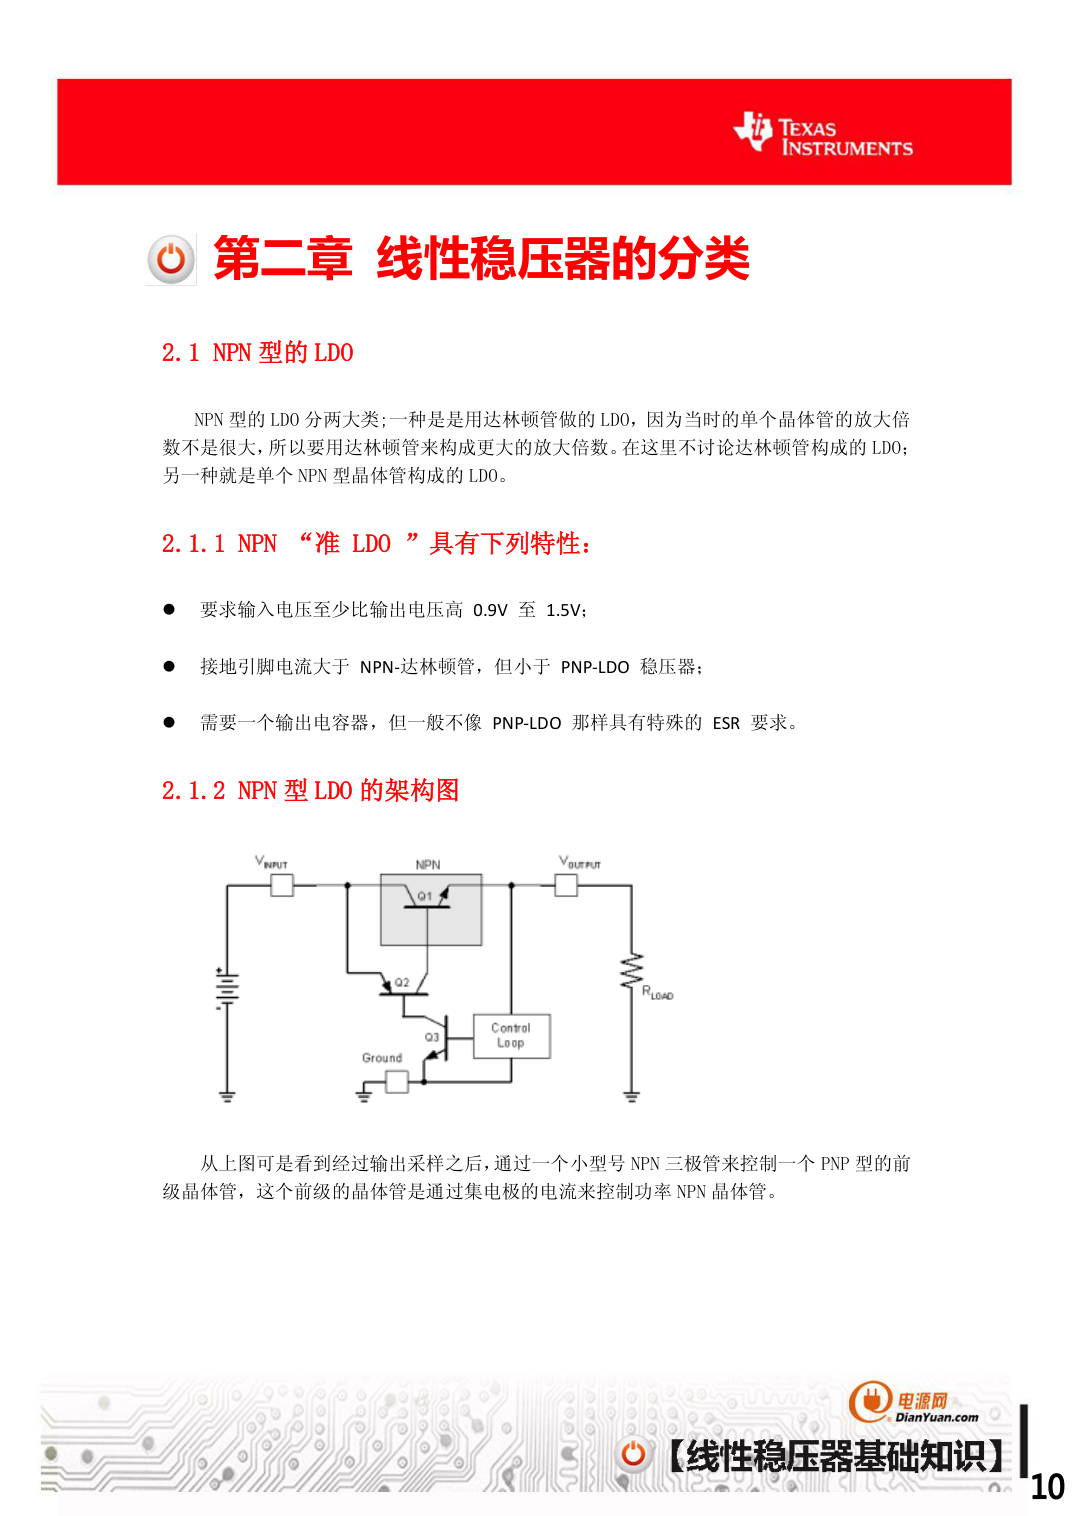 TEXAS
INSTRUMENTS
第二章 线性稳压器的分类
2.1 NPN 型的 LDO
NPN 型的 LDO 分两大类;一种是是用达林顿管做的 LDO，因为当时的单个晶体管的放大倍
数不是很大，所以要用达林顿管来构成更大的放大倍数。在这里不讨论达林顿管构成的 LDO；
另一种就是单个 NPN 型晶体管构成的 LDO。
2.1.1 NPN “准 LDO ”具有下列特性：
● 要求输入电压至少比输出电压高 0.9V 至 1.5V；
● 接地引脚电流大于 NPN-达林顿管，但小于 PNP-LDO 稳压器；
● 需要一个输出电容器，但一般不像 PNP-LDO 那样具有特殊的 ESR 要求。
2.1.2 NPN 型 LDO 的架构图
VINPUT NPN VOUTPUT
Q1
+
Q2
-
RLOAD
Q3
Control
Loop
Ground
从上图可是看到经过输出采样之后，通过一个小型号 NPN 三极管来控制一个 PNP 型的前
级晶体管，这个前级的晶体管是通过集电极的电流来控制功率 NPN 晶体管。
电源网
DianYuan.com
【线性稳压器基础知识】
10